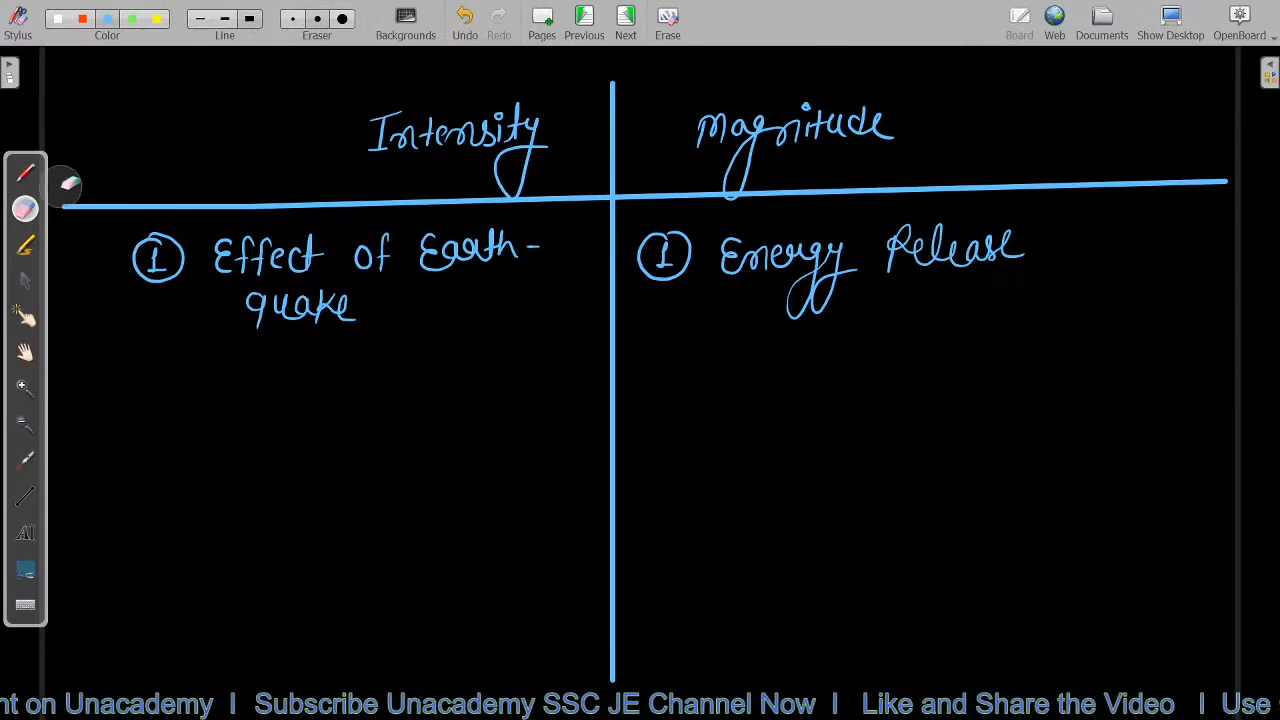 Stylus Color Line Eraser Backgrounds Undo Redo Pages Previous Next Erase Board Web Documents Show Desktop OpenBoard
Intensity
Magnitude
1 Effect of Earth-
quake
1 Energy Release
AI
nt on Unacademy I Subscribe Unacademy SSC JE Channel Now I Like and Share the Video I Use